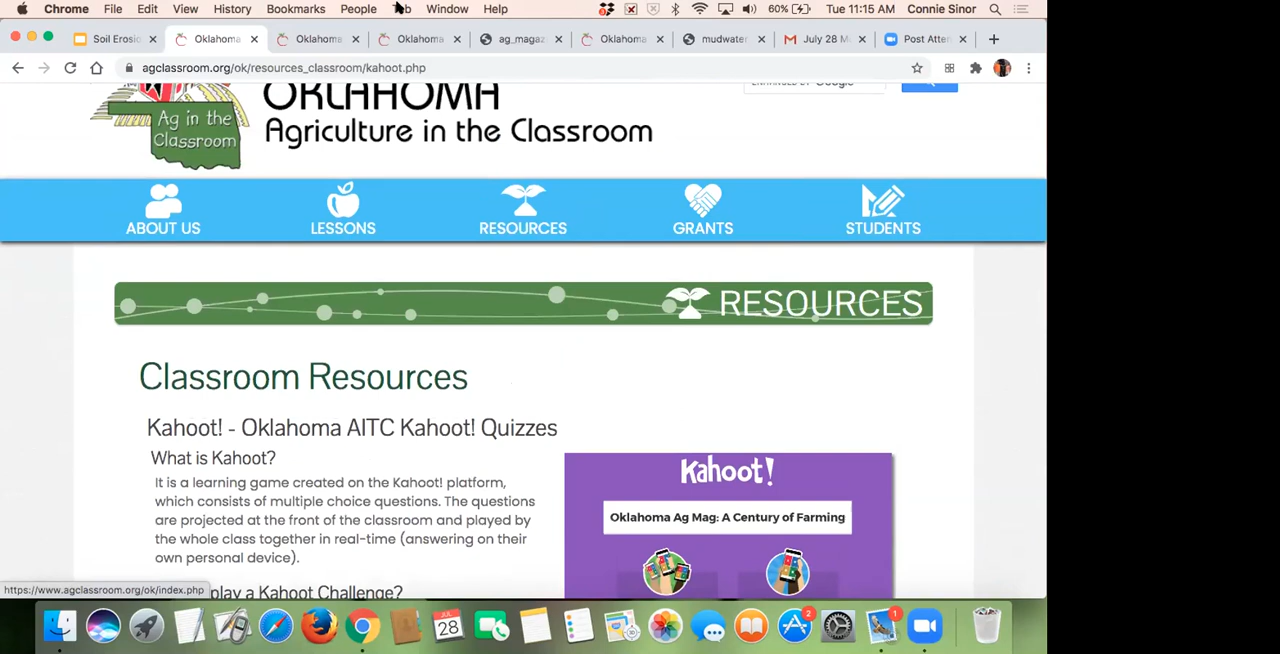 Chrome File Edit View History Bookmarks People Window Help 60% Tue 11:15 AM Connie Sinor
Soil Erosi Oklahoma Oklahoma Oklahoma ag_magaz Oklahoma mudwater July 28 M Post Atten
agclassroom.org/ok/resources_classroom/kahoot.php
Ag in the
Classroom
OKLAHOMA
Agriculture in the Classroom
ABOUT US LESSONS RESOURCES GRANTS STUDENTS
RESOURCES
Classroom Resources
Kahoot! - Oklahoma AITC Kahoot! Quizzes
What is Kahoot?
It is a learning game created on the Kahoot! platform,
which consists of multiple choice questions. The questions
are projected at the front of the classroom and played by
the whole class together in real-time (answering on their
own personal device).
play a Kahoot Challenge?
Kahoot!
Oklahoma Ag Mag: A Century of Farming
https://www.agclassroom.org/ok/index.php
JUL
28
2
1